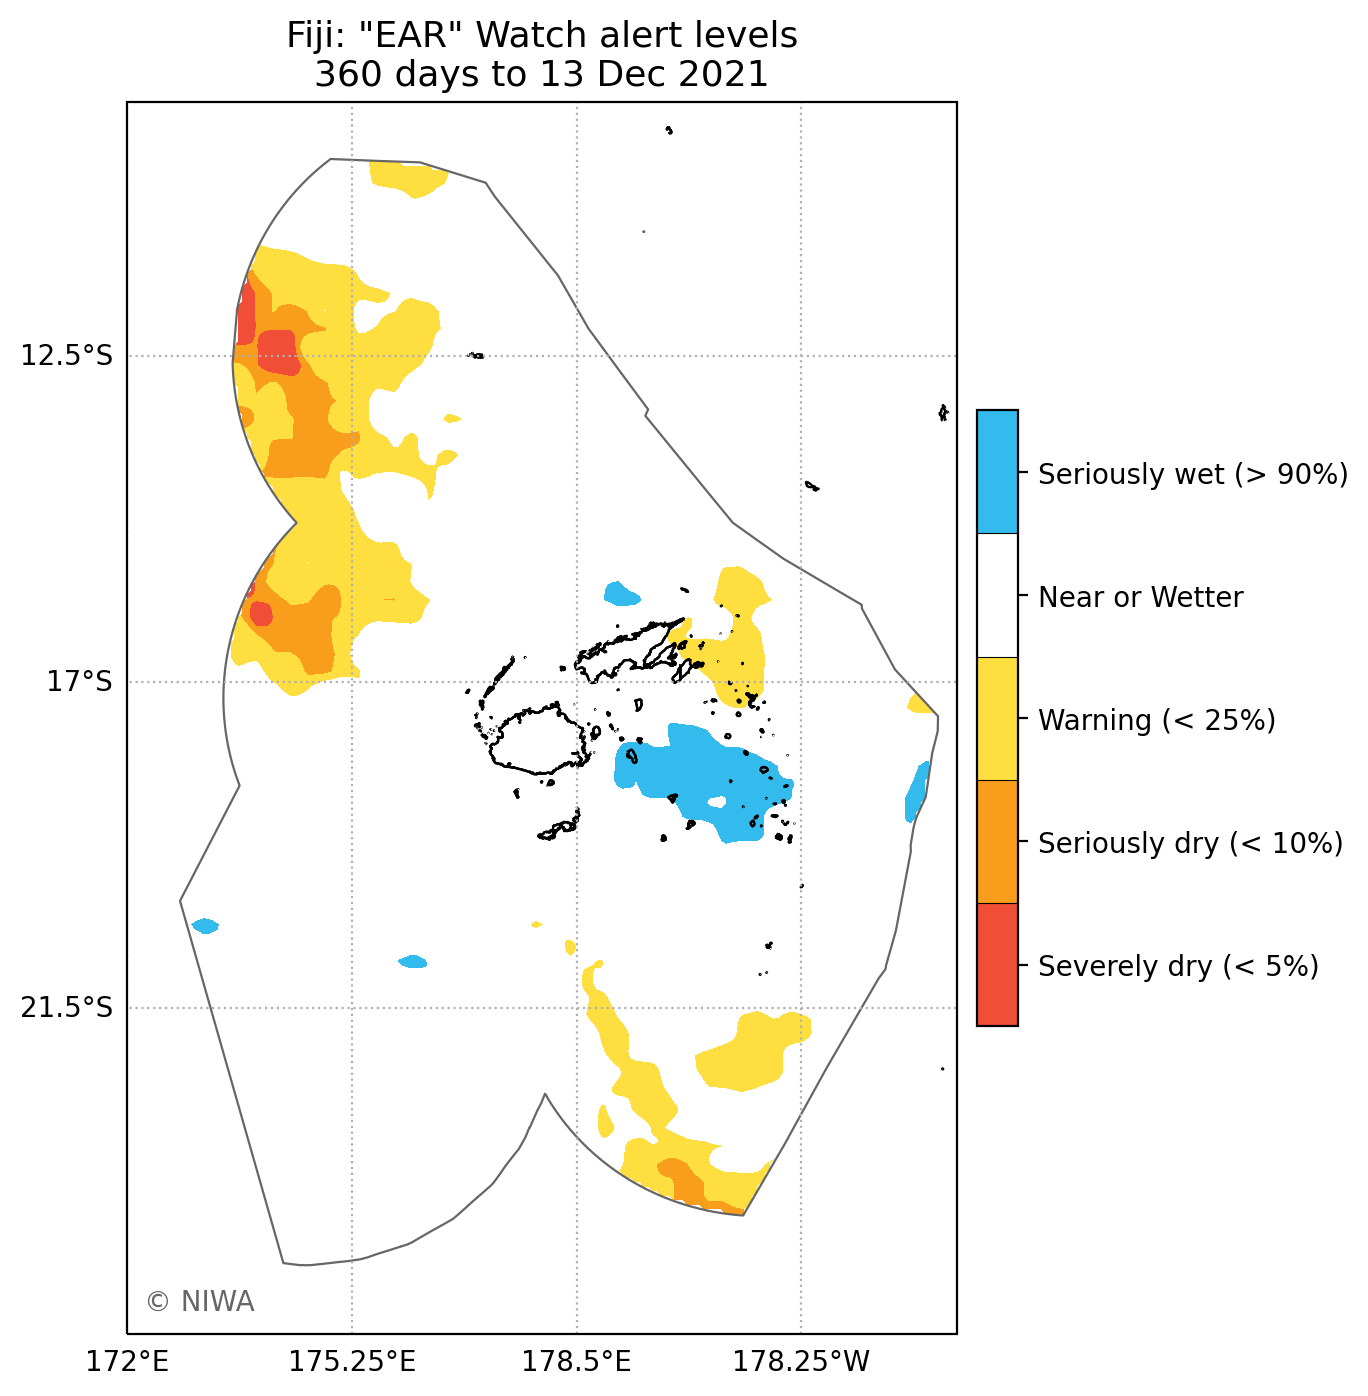 Fiji: "EAR" Watch alert levels
360 days to 13 Dec 2021
12.5°S
17°S
21.5°S
172°E
175.25°E
178.5°E
178.25°W
© NIWA
Seriously wet (> 90%)
Near or Wetter
Warning (< 25%)
Seriously dry (< 10%)
Severely dry (< 5%)